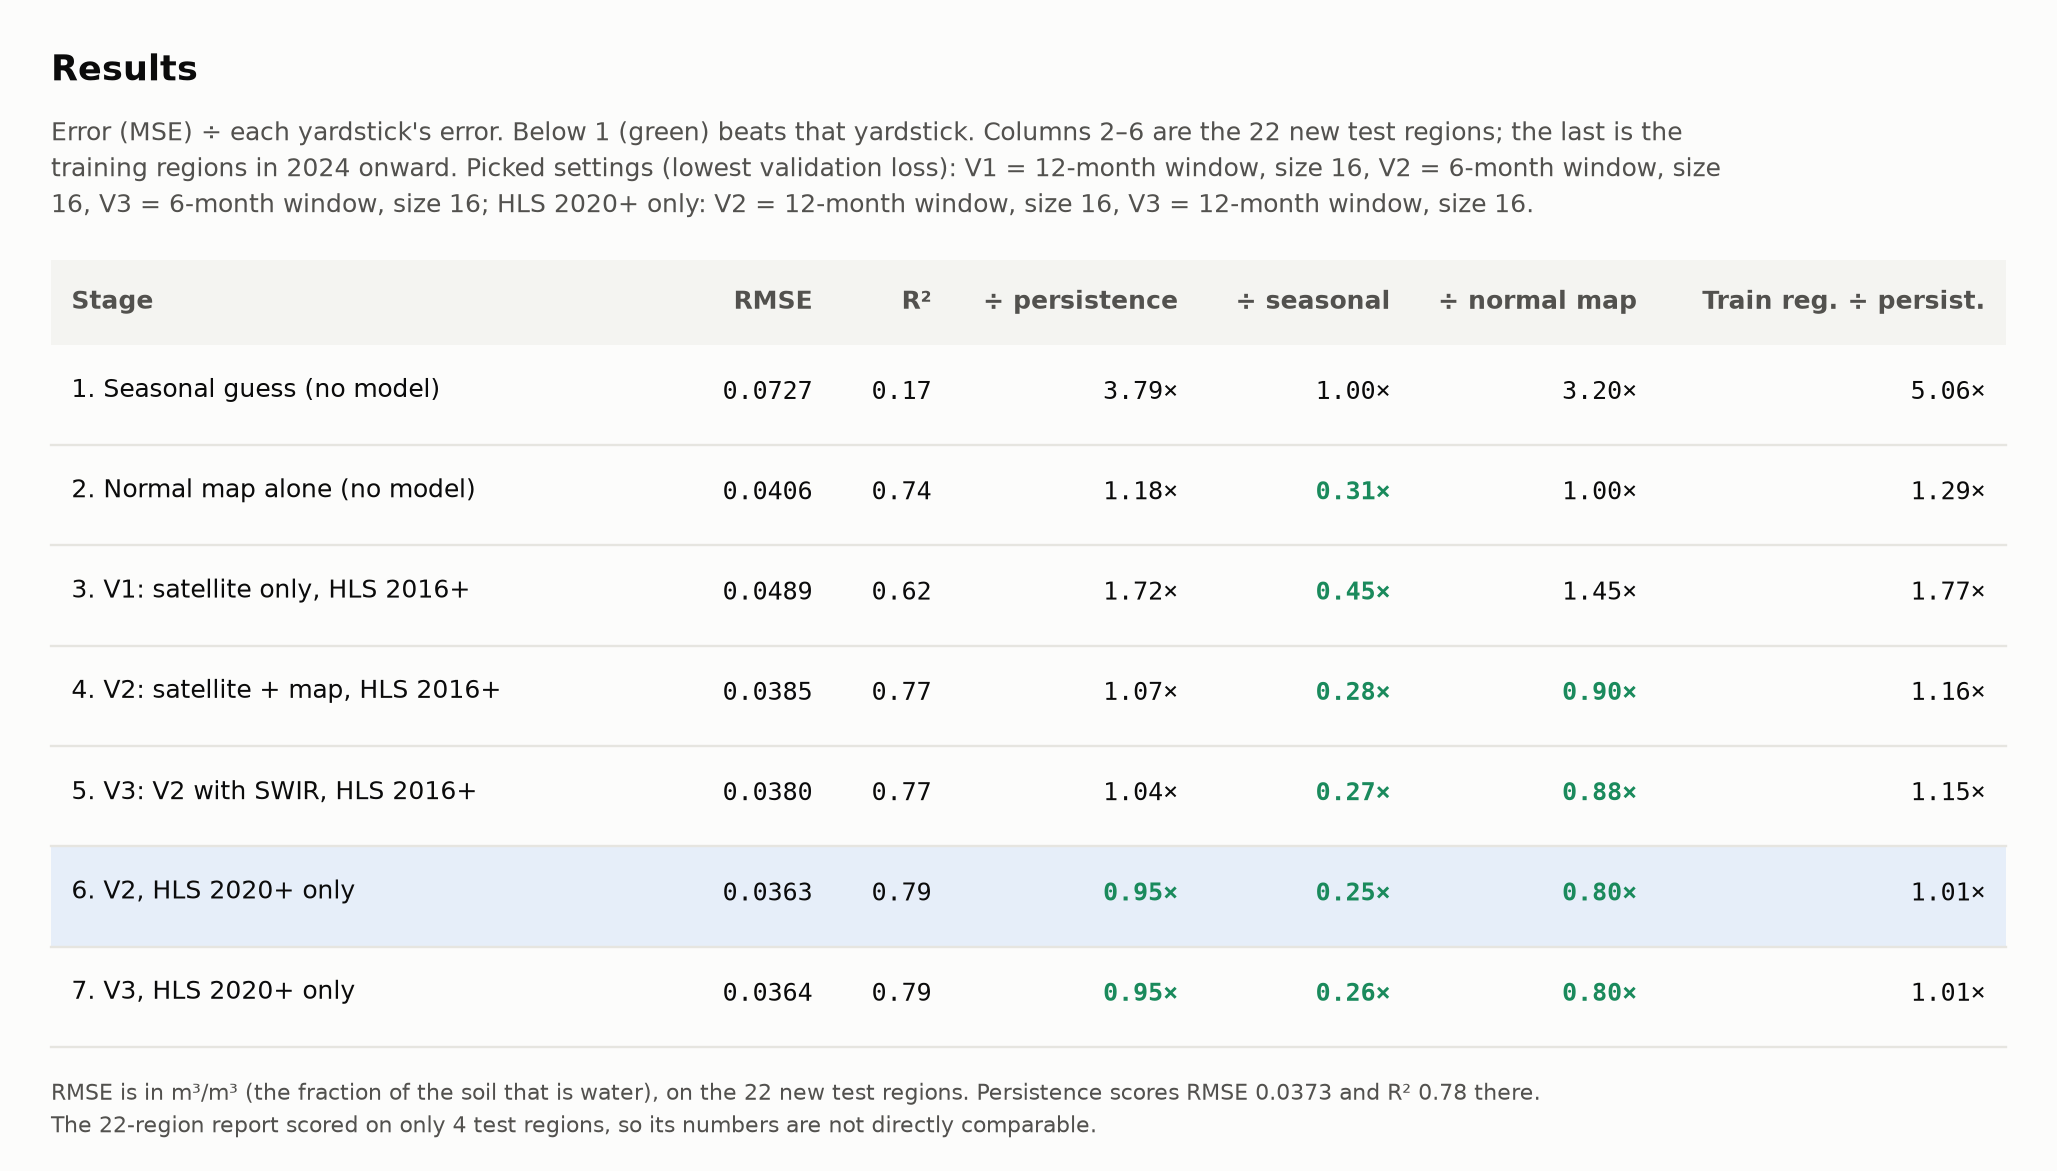 Results
Error (MSE) ÷ each yardstick's error. Below 1 (green) beats that yardstick. Columns 2–6 are the 22 new test regions; the last is the
training regions in 2024 onward. Picked settings (lowest validation loss): V1 = 12-month window, size 16, V2 = 6-month window, size
16, V3 = 6-month window, size 16; HLS 2020+ only: V2 = 12-month window, size 16, V3 = 12-month window, size 16.
Stage RMSE R² ÷ persistence ÷ seasonal ÷ normal map Train reg. ÷ persist.
1. Seasonal guess (no model) 0.0727 0.17 3.79× 1.00× 3.20× 5.06×
2. Normal map alone (no model) 0.0406 0.74 1.18× 0.31× 1.00× 1.29×
3. V1: satellite only, HLS 2016+ 0.0489 0.62 1.72× 0.45× 1.45× 1.77×
4. V2: satellite + map, HLS 2016+ 0.0385 0.77 1.07× 0.28× 0.90× 1.16×
5. V3: V2 with SWIR, HLS 2016+ 0.0380 0.77 1.04× 0.27× 0.88× 1.15×
6. V2, HLS 2020+ only 0.0363 0.79 0.95× 0.25× 0.80× 1.01×
7. V3, HLS 2020+ only 0.0364 0.79 0.95× 0.26× 0.80× 1.01×
RMSE is in m³/m³ (the fraction of the soil that is water), on the 22 new test regions. Persistence scores RMSE 0.0373 and R² 0.78 there.
The 22-region report scored on only 4 test regions, so its numbers are not directly comparable.